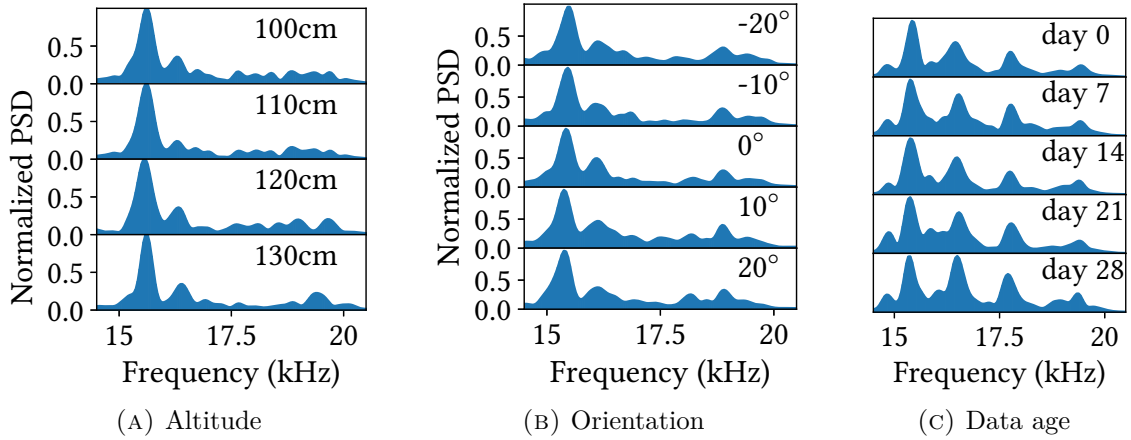 Normalized PSD
0.5
100cm
0.0
0.5
110cm
0.0
0.5
120cm
0.0
0.5
130cm
0.0
15
17.5
20
Frequency (kHz)
(A) Altitude
Normalized PSD
0.5
-20°
0.0
0.5
-10°
0.0
0.5
0°
0.0
0.5
10°
0.0
0.5
20°
0.0
15
17.5
20
Frequency (kHz)
(B) Orientation
day 0
day 7
day 14
day 21
day 28
15
20
Frequency (kHz)
(C) Data age